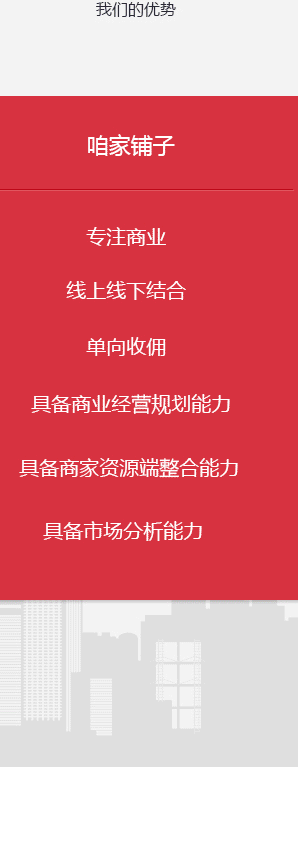 我们的优势
咱家铺子
专注商业
线上线下结合
单向收佣
具备商业经营规划能力
具备商家资源端整合能力
具备市场分析能力